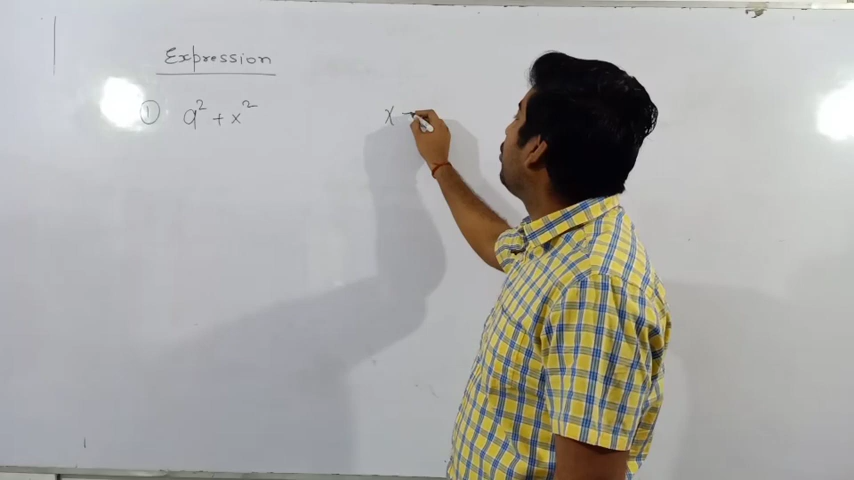 Expression
① a² + x² x -